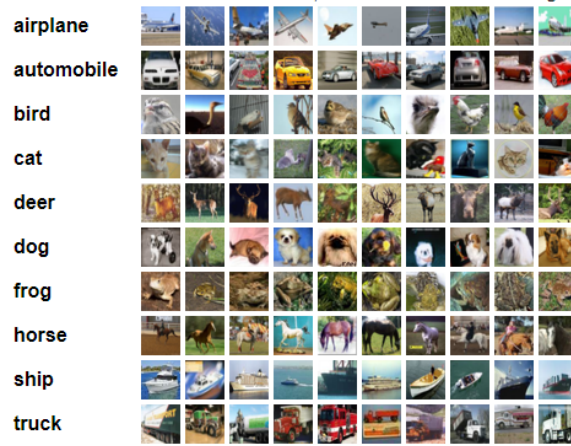 airplane
automobile
bird
cat
deer
dog
frog
horse
ship
truck